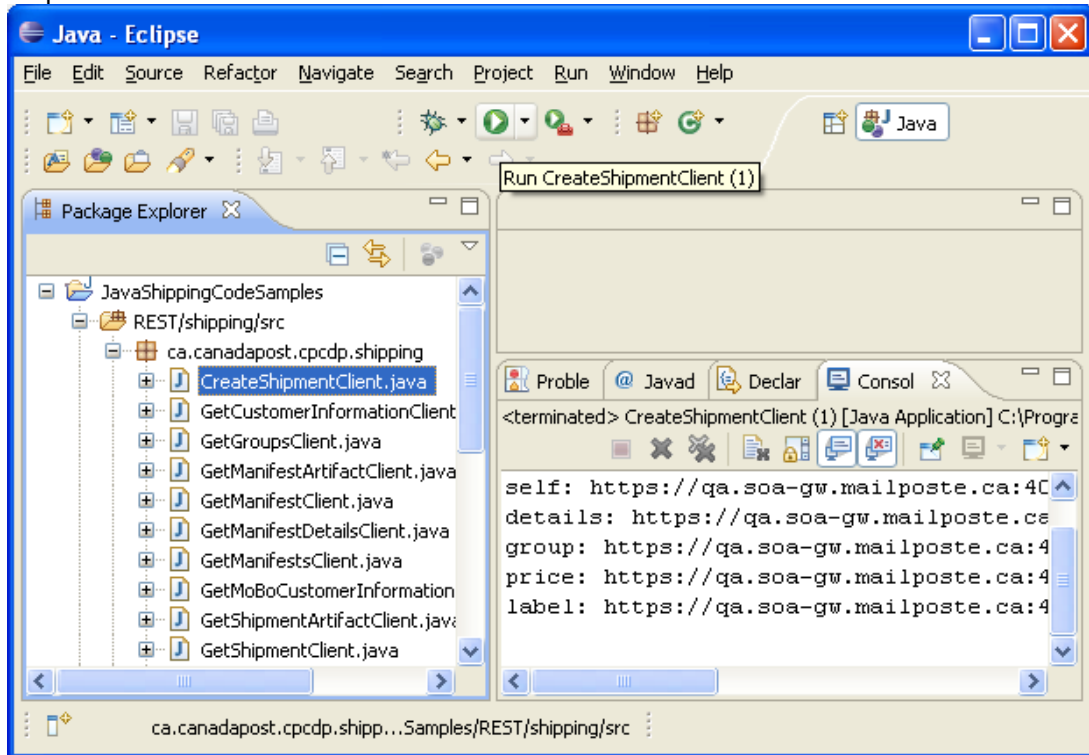 Java - Eclipse
File Edit Source Refactor Navigate Search Project Run Window Help
Java
Run CreateShipmentClient (1)
Package Explorer
JavaShippingCodeSamples
REST/shipping/src
ca.canadapost.cpcdp.shipping
CreateShipmentClient.java
GetCustomerInformationClient
GetGroupsClient.java
GetManifestArtifactClient.java
GetManifestClient.java
GetManifestDetailsClient.java
GetManifestsClient.java
GetMoBoCustomerInformation
GetShipmentArtifactClient.java
GetShipmentClient.java
Proble @ Javad Declar Consol
<terminated> CreateShipmentClient (1) [Java Application] C:\Progra
self: https://qa.soa-gw.mailposte.ca:40
details: https://qa.soa-gw.mailposte.ca
group: https://qa.soa-gw.mailposte.ca:4
price: https://qa.soa-gw.mailposte.ca:4
label: https://qa.soa-gw.mailposte.ca:4
ca.canadapost.cpcdp.shipp...Samples/REST/shipping/src